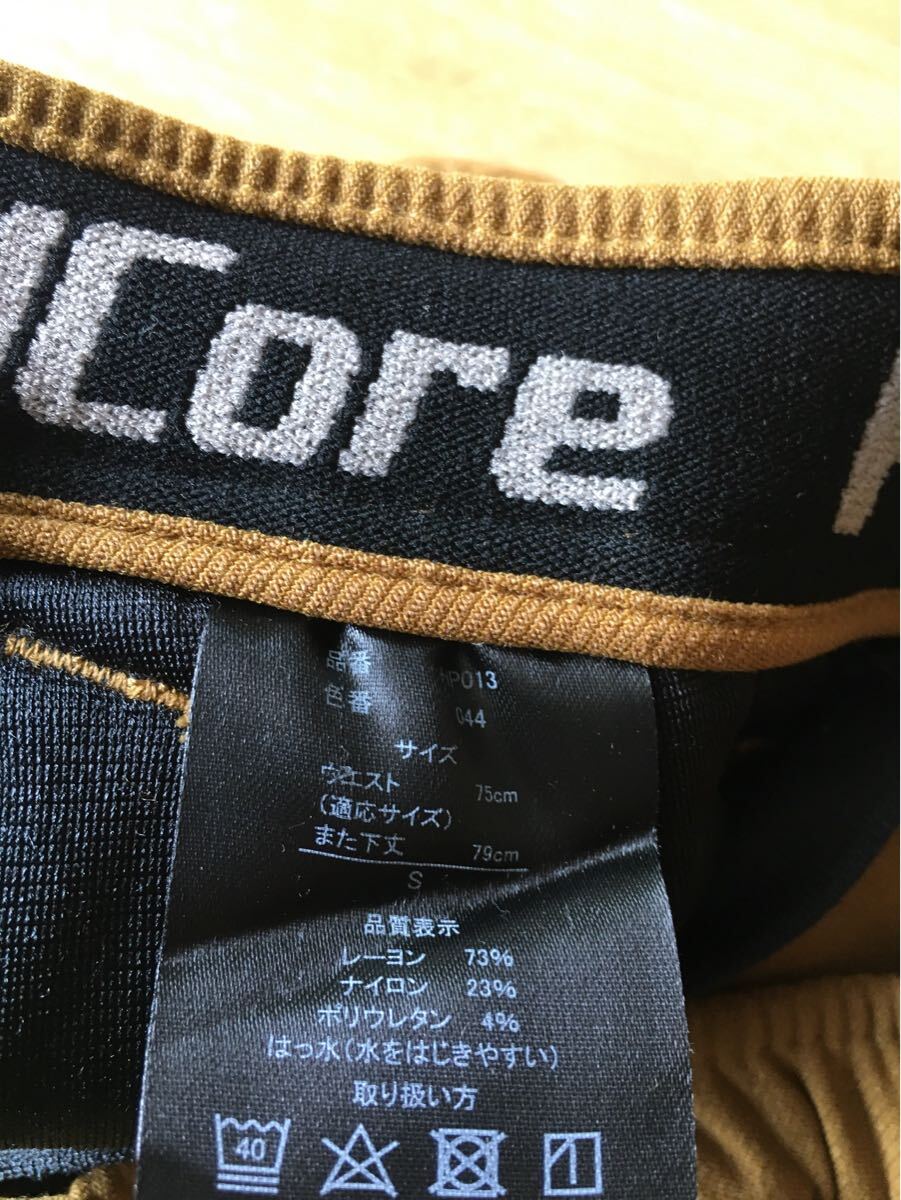 Core
品番 HP013
色番 044
サイズ
ウエスト 75cm
(適応サイズ)
また下丈 79cm
S
品質表示
レーヨン 73%
ナイロン 23%
ポリウレタン 4%
はっ水(水をはじきやすい)
取り扱い方
40